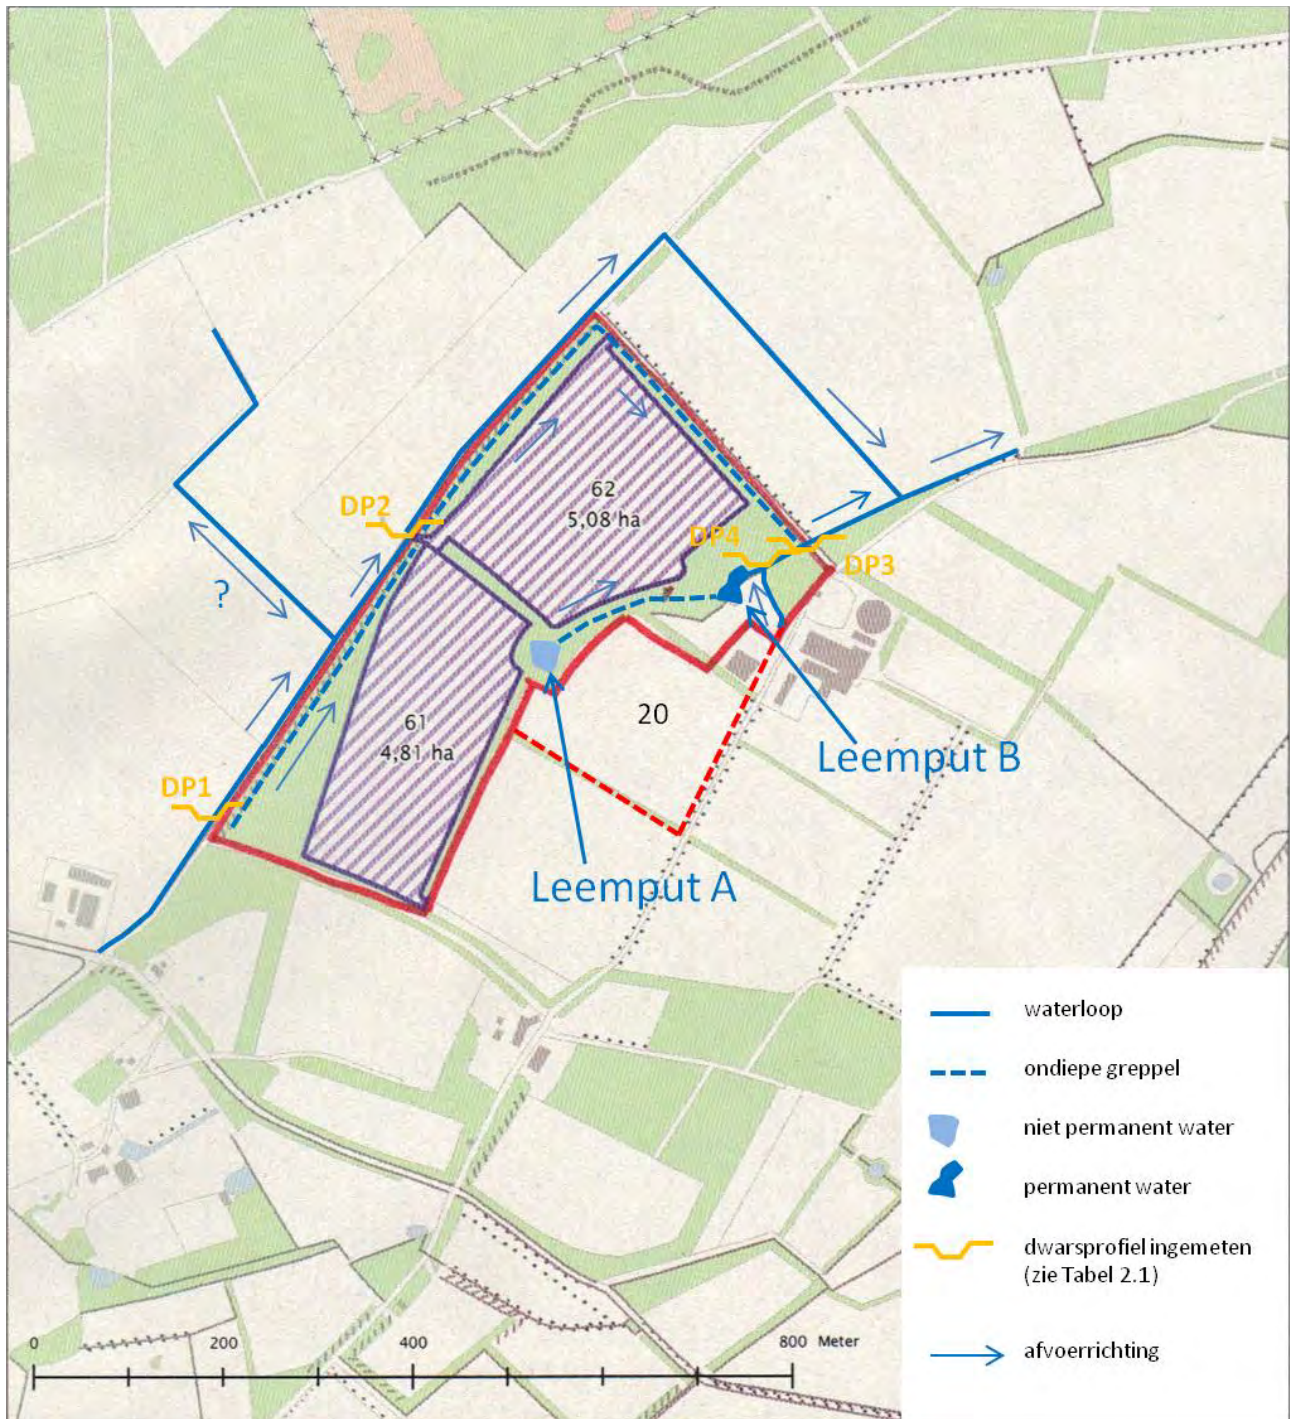 62
5,08 ha
DP2
DP4
DP3
?
61
4,81 ha
20
Leemput B
DP1
Leemput A
waterloop
ondiepe greppel
niet permanent water
permanent water
dwarsprofiel ingemeten
(zie Tabel 2.1)
afvoerrichting
0 200 400 800 Meter